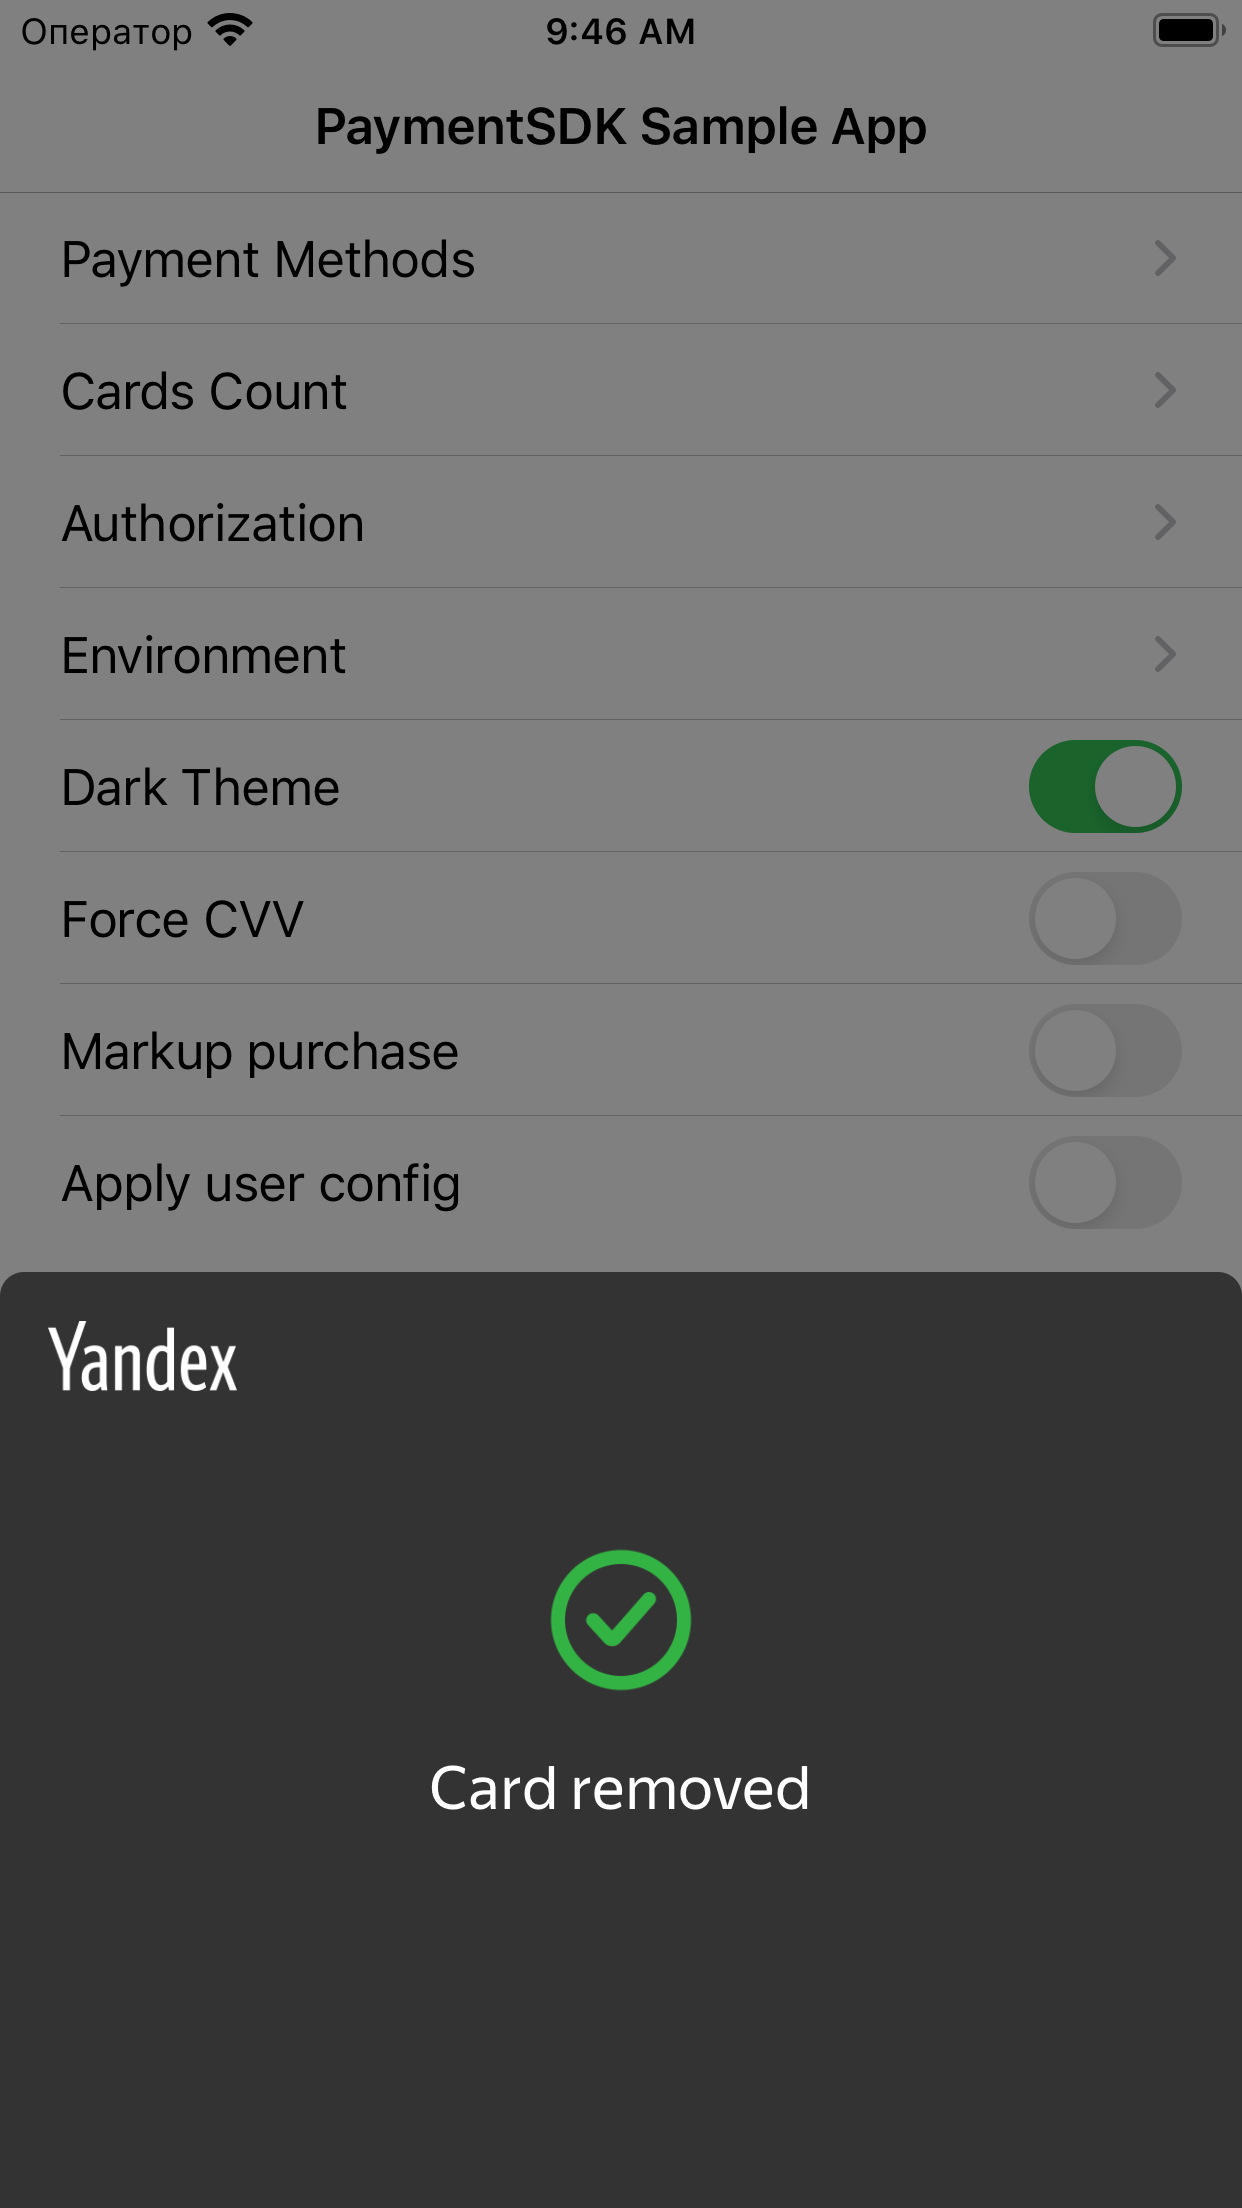 Оператор
9:46 AM
PaymentSDK Sample App
Payment Methods
Cards Count
Authorization
Environment
Dark Theme
Force CVV
Markup purchase
Apply user config
Yandex
Card removed